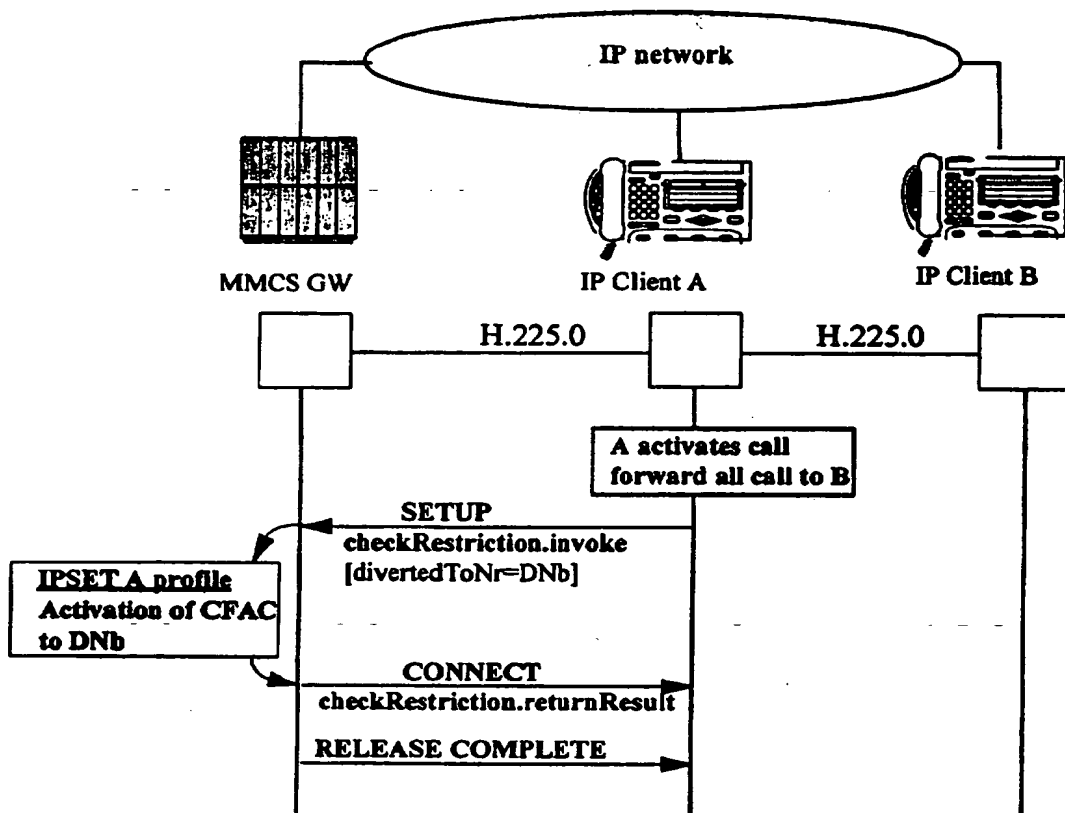 IP network
MMCS GW
IP Client A
IP Client B
H.225.0
H.225.0
A activates call
forward all call to B
SETUP
checkRestriction.invoke
[divertedToNr=DNb]
IPSET A profile
Activation of CFAC
to DNb
CONNECT
checkRestriction.returnResult
RELEASE COMPLETE